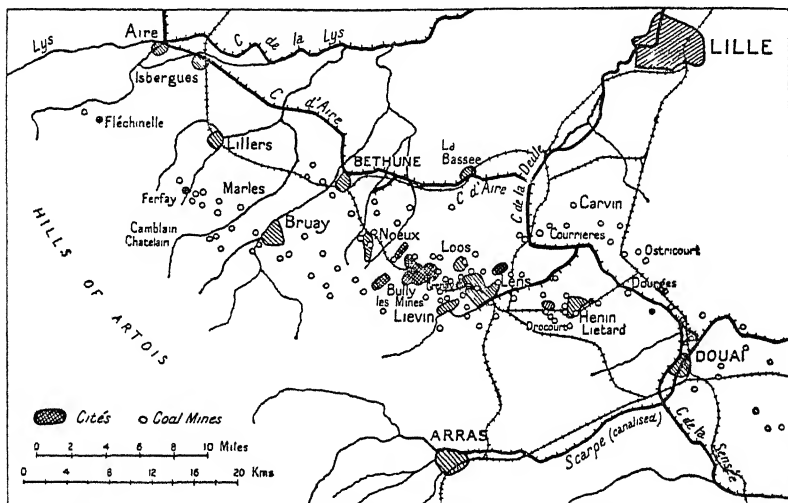 Aire
Lys
C de la Lys
LILLE
Isbergues
C d'Aire
Fléchinelle
Lillers
La Bassee
C de la Deule
BETHUNE
C d'Aire
Ferfay
Marles
Carvin
Camblain Chatelain
Bruay
Noeux
Loos
Courrieres
Ostricourt
HILLS OF ARTOIS
Bully les Mines
Lens
Dourges
Lievin
Drocourt
Henin Lietard
DOUAI
Cités
Coal Mines
0 2 4 6 8 10 Miles
0 4 8 12 16 20 Kms
ARRAS
Scarpe (canalised)
C de la Sensée